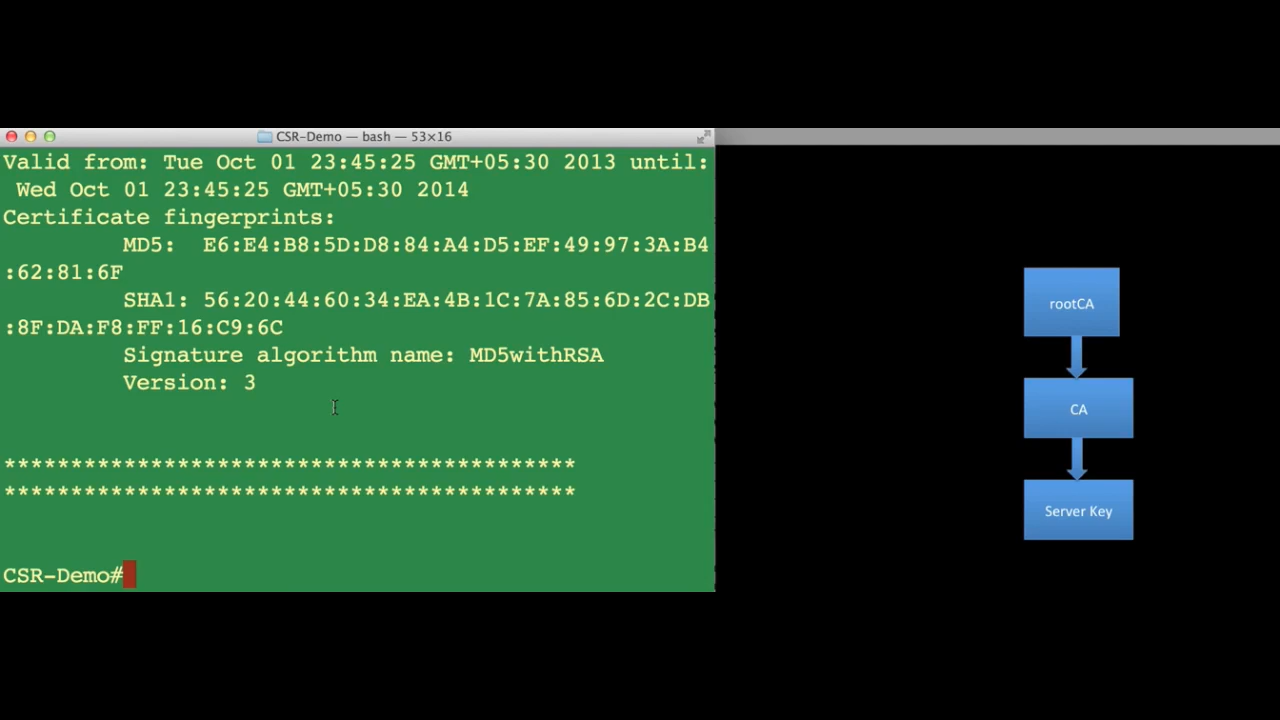 CSR-Demo — bash — 53×16
Valid from: Tue Oct 01 23:45:25 GMT+05:30 2013 until:
Wed Oct 01 23:45:25 GMT+05:30 2014
Certificate fingerprints:
MD5: E6:E4:B8:5D:D8:84:A4:D5:EF:49:97:3A:B4
:62:81:6F
SHA1: 56:20:44:60:34:EA:4B:1C:7A:85:6D:2C:DB
:8F:DA:F8:FF:16:C9:6C
Signature algorithm name: MD5withRSA
Version: 3
*******************************************
*******************************************
CSR-Demo#
rootCA
CA
Server Key